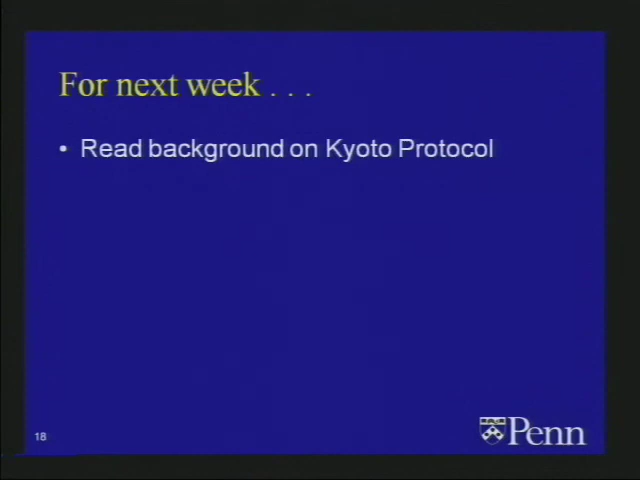 For next week . . .
• Read background on Kyoto Protocol
18
Penn